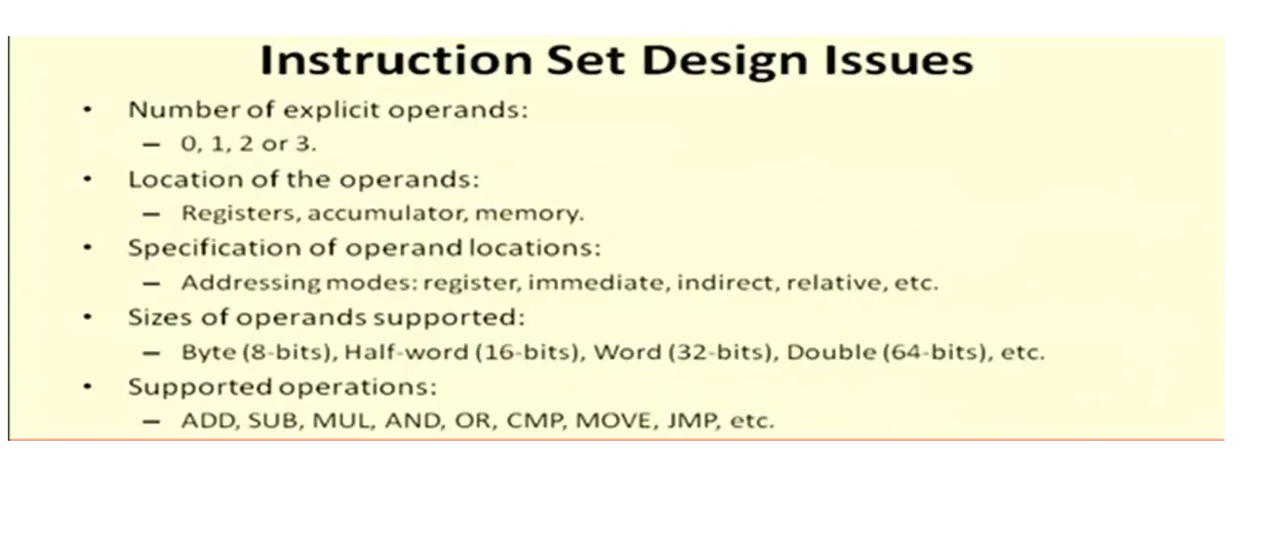 Instruction Set Design Issues
• Number of explicit operands:
– 0, 1, 2 or 3.
• Location of the operands:
– Registers, accumulator, memory.
• Specification of operand locations:
– Addressing modes: register, immediate, indirect, relative, etc.
• Sizes of operands supported:
– Byte (8-bits), Half-word (16-bits), Word (32-bits), Double (64-bits), etc.
• Supported operations:
– ADD, SUB, MUL, AND, OR, CMP, MOVE, JMP, etc.